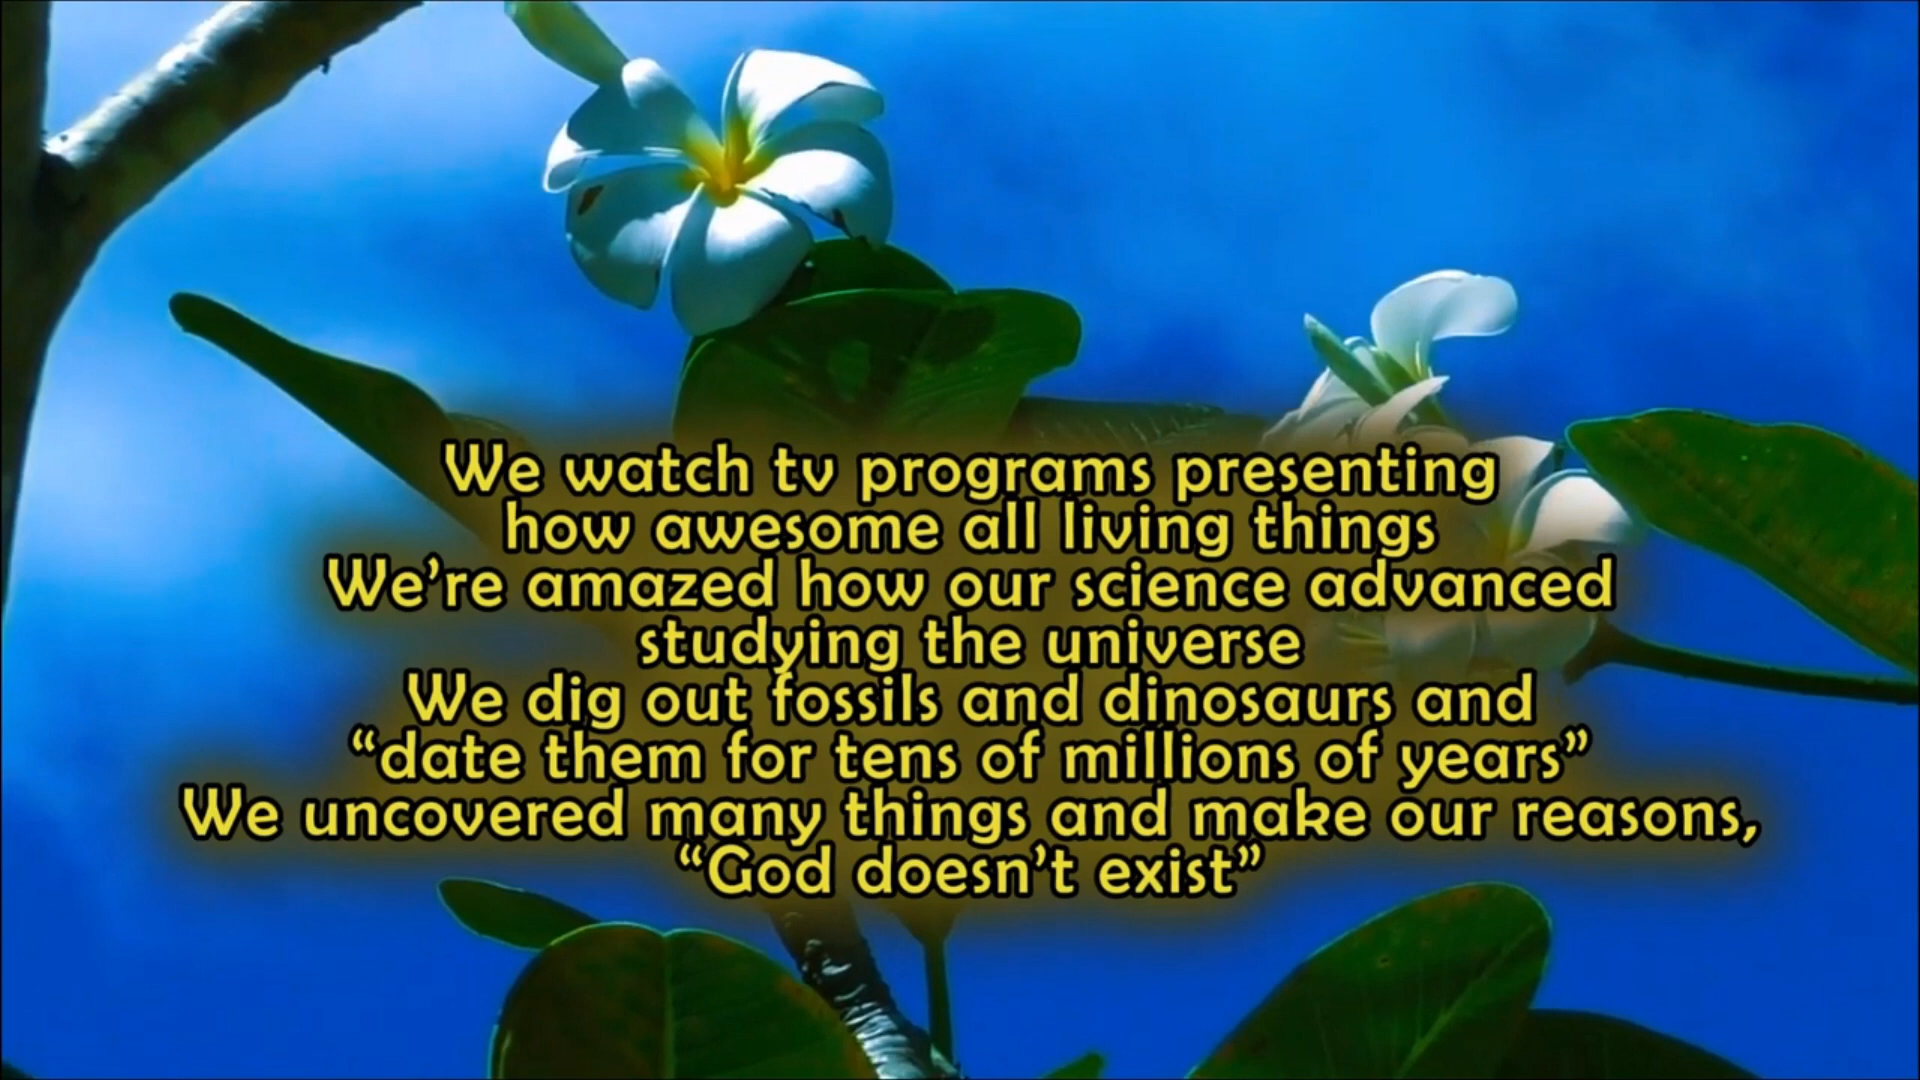 We watch tv programs presenting
how awesome all living things
We’re amazed how our science advanced
studying the universe
We dig out fossils and dinosaurs and
“date them for tens of millions of years”
We uncovered many things and make our reasons,
“God doesn’t exist”